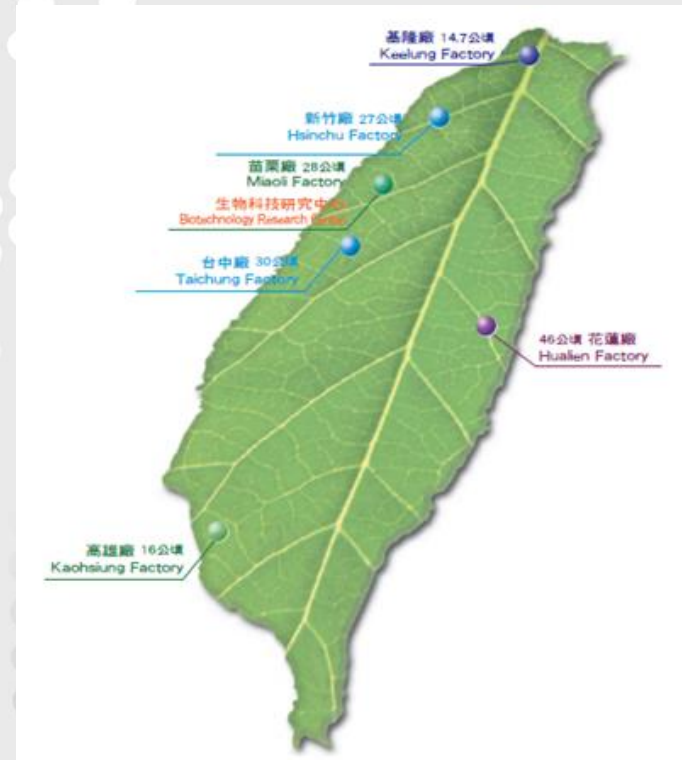 基隆廠 14.7公頃
Keelung Factory
新竹廠 27公頃
Hsinchu Factory
苗栗廠 28公頃
Miaoli Factory
生物科技研究中心
Biotechnology Research Center
台中廠 30公頃
Taichung Factory
46公頃 花蓮廠
Hualien Factory
高雄廠 16公頃
Kaohsiung Factory